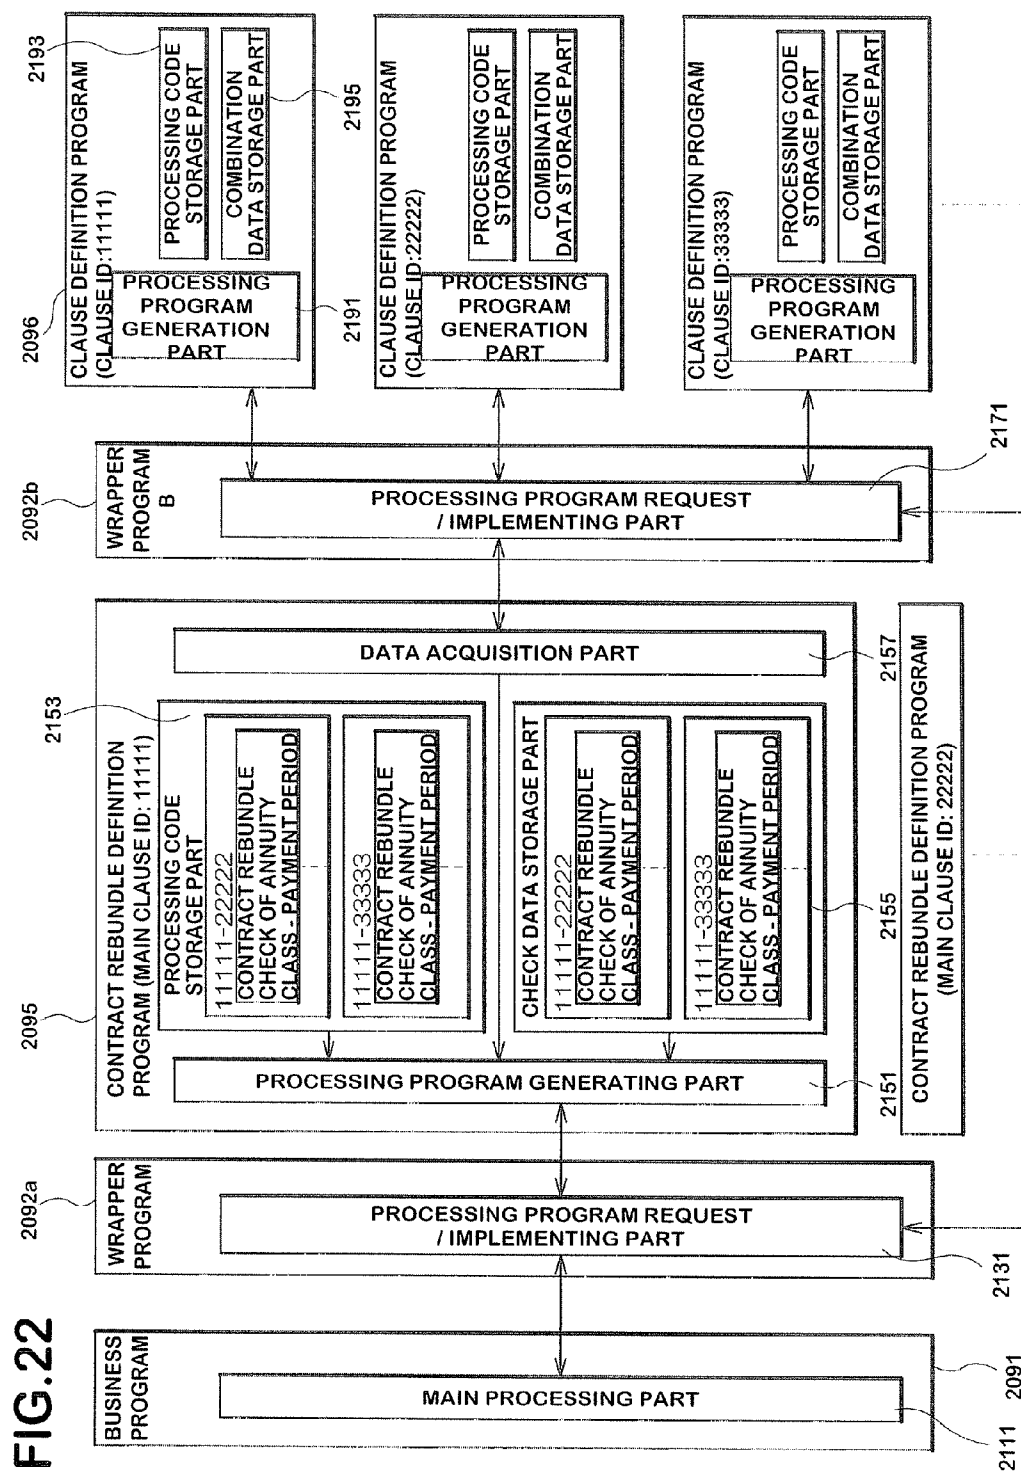 FIG.22
BUSINESS
PROGRAM
MAIN PROCESSING PART
2111
2091
2092a
WRAPPER
PROGRAM
PROCESSING PROGRAM REQUEST
/ IMPLEMENTING PART
2131
2095
CONTRACT REBUNDLE DEFINITION
PROGRAM (MAIN CLAUSE ID: 11111)
PROCESSING PROGRAM GENERATING PART
2151
2153
PROCESSING CODE
STORAGE PART
11111-22222
CONTRACT REBUNDLE
CHECK OF ANNUITY
CLASS - PAYMENT PERIOD
11111-33333
CONTRACT REBUNDLE
CHECK OF ANNUITY
CLASS - PAYMENT PERIOD
CHECK DATA STORAGE PART
11111-22222
CONTRACT REBUNDLE
CHECK OF ANNUITY
CLASS - PAYMENT PERIOD
11111-33333
CONTRACT REBUNDLE
CHECK OF ANNUITY
CLASS - PAYMENT PERIOD
2155
DATA ACQUISITION PART
2157
CONTRACT REBUNDLE DEFINITION PROGRAM
(MAIN CLAUSE ID: 22222)
2092b
WRAPPER
PROGRAM
B
PROCESSING PROGRAM REQUEST
/ IMPLEMENTING PART
2171
2096
CLAUSE DEFINITION PROGRAM
(CLAUSE ID:11111)
PROCESSING
PROGRAM
GENERATION
PART
2191
PROCESSING CODE
STORAGE PART
2193
COMBINATION
DATA STORAGE PART
2195
CLAUSE DEFINITION PROGRAM
(CLAUSE ID:22222)
PROCESSING
PROGRAM
GENERATION
PART
PROCESSING CODE
STORAGE PART
COMBINATION
DATA STORAGE PART
CLAUSE DEFINITION PROGRAM
(CLAUSE ID:33333)
PROCESSING
PROGRAM
GENERATION
PART
PROCESSING CODE
STORAGE PART
COMBINATION
DATA STORAGE PART